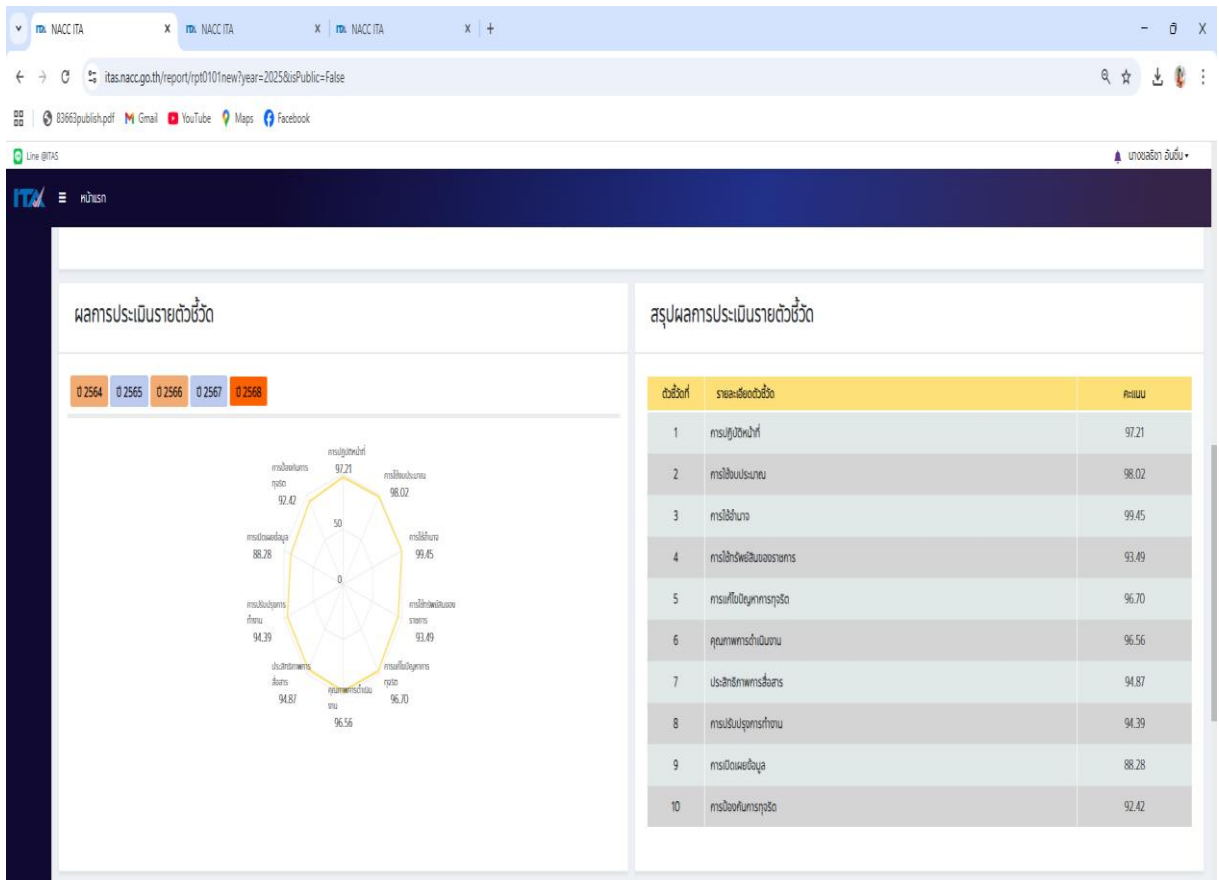 NACC ITA X NACC ITA X NACC ITA X +
itas.nacc.go.th/report/rpt0101new?year=2025&isPublic=False
83663publish.pdf Gmail YouTube Maps Facebook
Line @ITAS
นางชลธิชา อันชื่น
ITA หน้าแรก
ผลการประเมินรายตัวชี้วัด
ปี 2564 ปี 2565 ปี 2566 ปี 2567 ปี 2568
การปฏิบัติหน้าที่
97.21
การใช้งบประมาณ
98.02
การใช้อำนาจ
99.45
การใช้ทรัพย์สินของ
ราชการ
93.49
การแก้ไขปัญหาการ
ทุจริต
96.70
คุณภาพการดำเนิน
งาน
96.56
ประสิทธิภาพการ
สื่อสาร
94.87
การปรับปรุงการ
ทำงาน
94.39
การเปิดเผยข้อมูล
88.28
การป้องกันการ
ทุจริต
92.42
50
0
สรุปผลการประเมินรายตัวชี้วัด
ตัวชี้วัดที่ รายละเอียดตัวชี้วัด คะแนน
1 การปฏิบัติหน้าที่ 97.21
2 การใช้งบประมาณ 98.02
3 การใช้อำนาจ 99.45
4 การใช้ทรัพย์สินของราชการ 93.49
5 การแก้ไขปัญหาการทุจริต 96.70
6 คุณภาพการดำเนินงาน 96.56
7 ประสิทธิภาพการสื่อสาร 94.87
8 การปรับปรุงการทำงาน 94.39
9 การเปิดเผยข้อมูล 88.28
10 การป้องกันการทุจริต 92.42